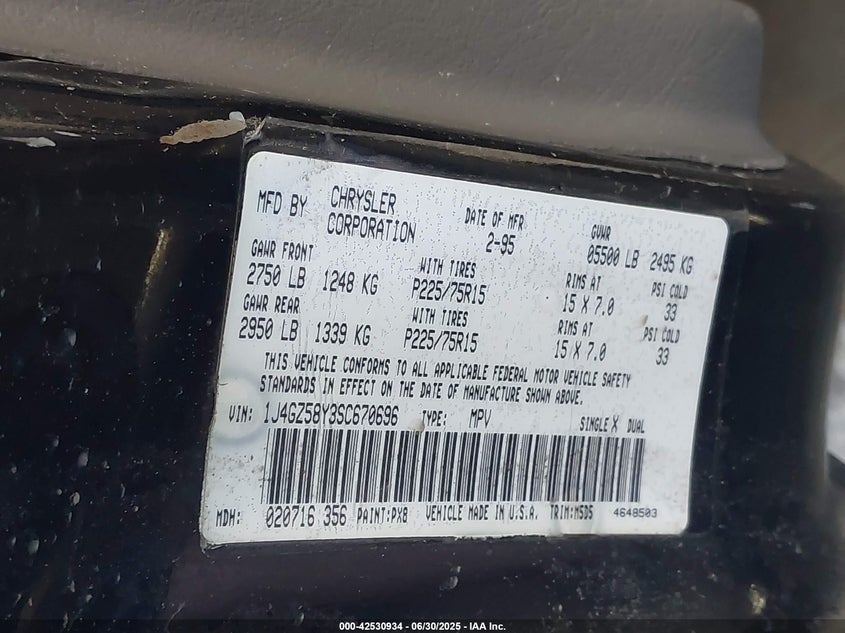 MFD BY CHRYSLER CORPORATION DATE OF MFR 2-95 GVWR 05500 LB 2495 KG
GAWR FRONT WITH TIRES RIMS AT PSI COLD
2750 LB 1248 KG P225/75R15 15 X 7.0 33
GAWR REAR WITH TIRES RIMS AT PSI COLD
2950 LB 1339 KG P225/75R15 15 X 7.0 33
THIS VEHICLE CONFORMS TO ALL APPLICABLE FEDERAL MOTOR VEHICLE SAFETY
STANDARDS IN EFFECT ON THE DATE OF MANUFACTURE SHOWN ABOVE.
VIN: 1J4GZ58Y3SC670696 TYPE: MPV SINGLE X DUAL
MDH: 020716 356 PAINT:PX8 VEHICLE MADE IN U.S.A. TRIM:M5D5 4648503
000-42530934 - 06/30/2025 - IAA Inc.